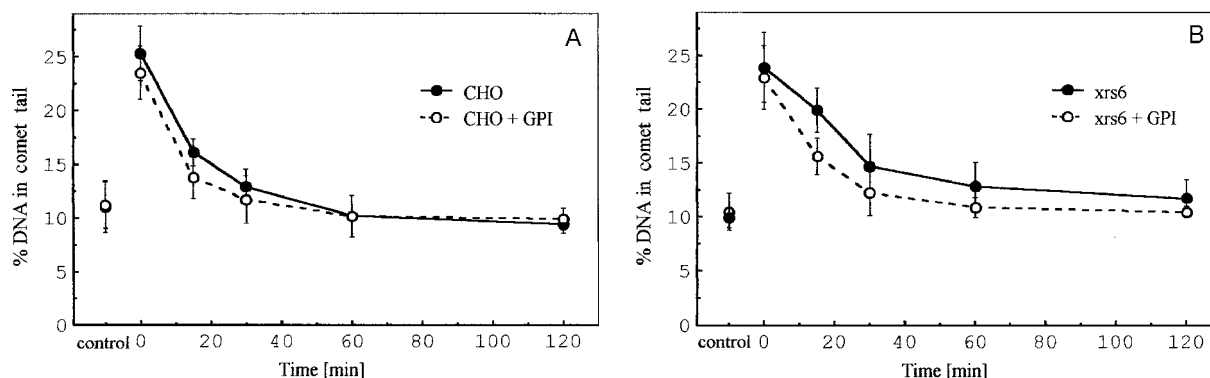 A
% DNA in comet tail
25
20
15
10
5
0
CHO
CHO + GPI
control 0 20 40 60 80 100 120
Time [min]
B
% DNA in comet tail
25
20
15
10
5
0
xrs6
xrs6 + GPI
control 0 20 40 60 80 100 120
Time [min]